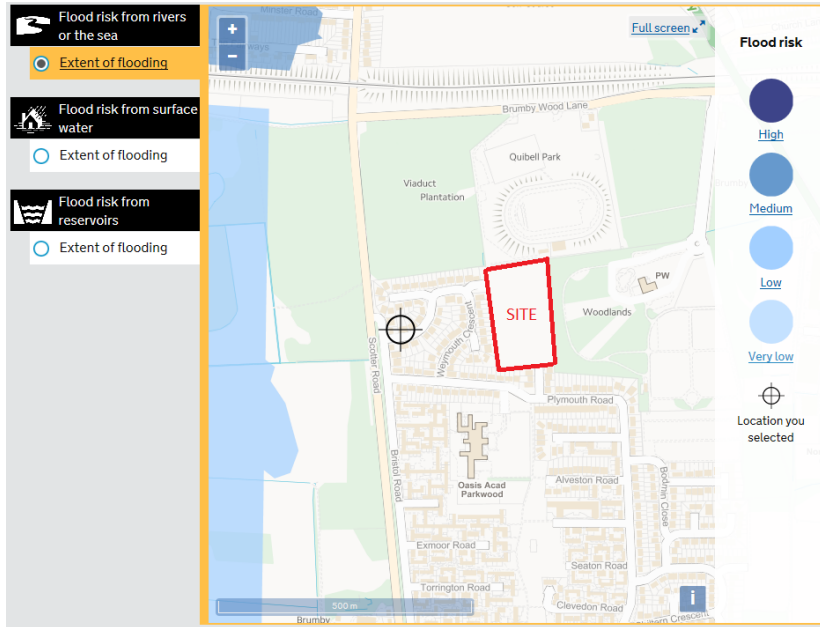 Flood risk from rivers
or the sea
Extent of flooding
Flood risk from surface
water
Extent of flooding
Flood risk from
reservoirs
Extent of flooding
+
−
Full screen
Minster Road
Brumby Wood Lane
Quibell Park
Viaduct
Plantation
PW
SITE
Woodlands
Weymouth Crescent
Scotter Road
Plymouth Road
Oasis Acad
Parkwood
Bristol Road
Alveston Road
Bodmin Close
Exmoor Road
Seaton Road
Torrington Road
Clevedon Road
500 m
Brumby
i
Flood risk
High
Medium
Low
Very low
Location you
selected